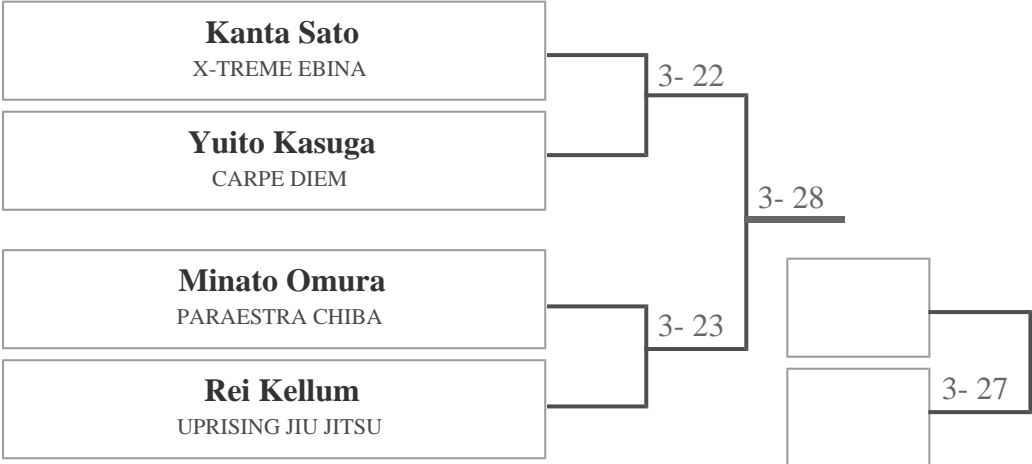 Kanta Sato
X-TREME EBINA
3- 22
Yuito Kasuga
CARPE DIEM
3- 28
Minato Omura
PARAESTRA CHIBA
3- 23
Rei Kellum
UPRISING JIU JITSU
3- 27